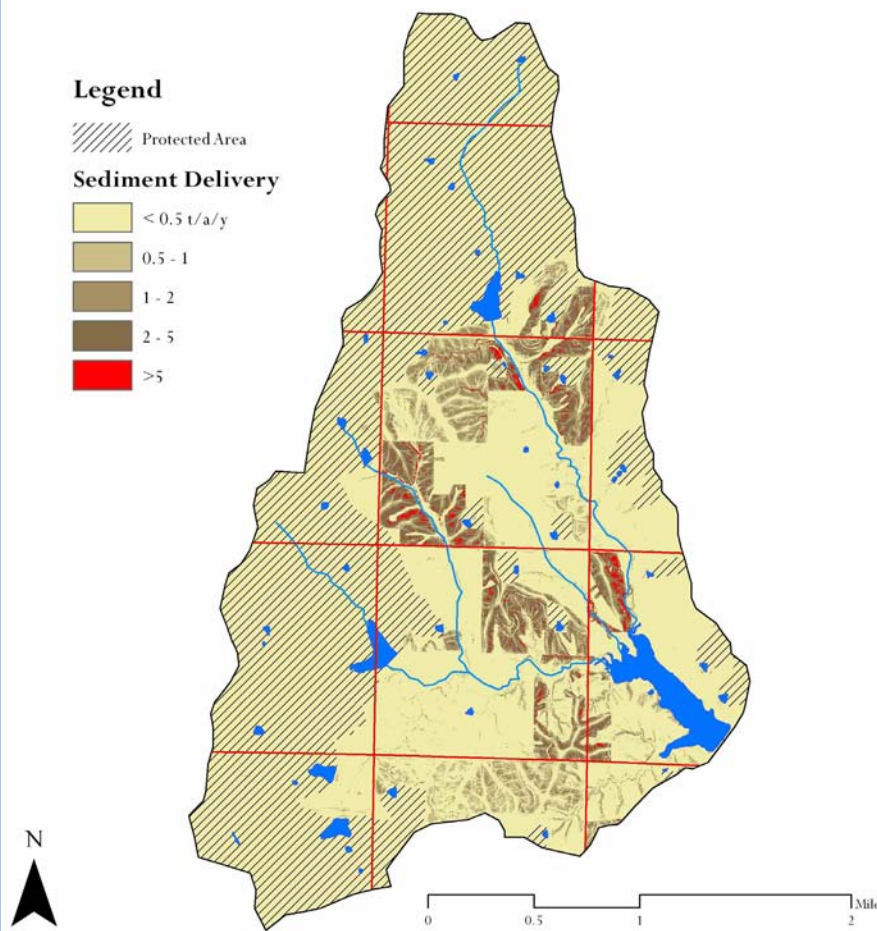 Legend
Protected Area
Sediment Delivery
< 0.5 t/a/y
0.5 - 1
1 - 2
2 - 5
>5
N
0 0.5 1 2
Mile